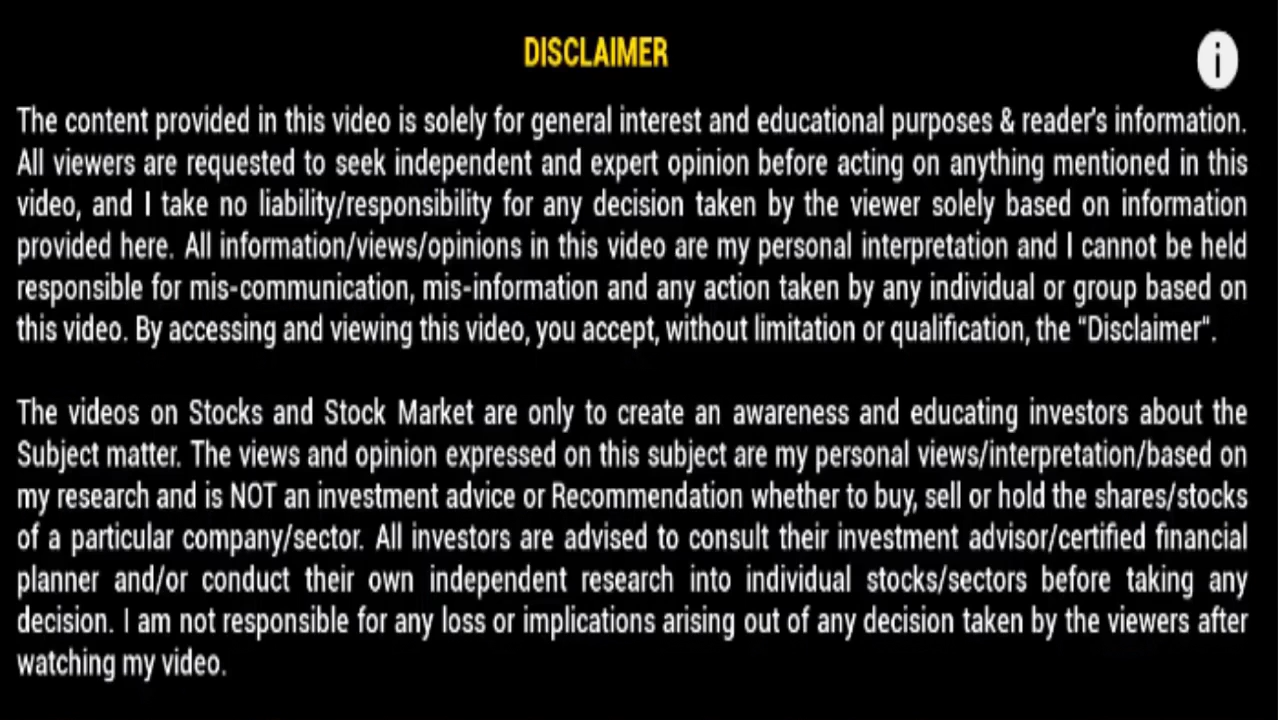 DISCLAIMER
i
The content provided in this video is solely for general interest and educational purposes & reader's information.
All viewers are requested to seek independent and expert opinion before acting on anything mentioned in this
video, and I take no liability/responsibility for any decision taken by the viewer solely based on information
provided here. All information/views/opinions in this video are my personal interpretation and I cannot be held
responsible for mis-communication, mis-information and any action taken by any individual or group based on
this video. By accessing and viewing this video, you accept, without limitation or qualification, the "Disclaimer".
The videos on Stocks and Stock Market are only to create an awareness and educating investors about the
Subject matter. The views and opinion expressed on this subject are my personal views/interpretation/based on
my research and is NOT an investment advice or Recommendation whether to buy, sell or hold the shares/stocks
of a particular company/sector. All investors are advised to consult their investment advisor/certified financial
planner and/or conduct their own independent research into individual stocks/sectors before taking any
decision. I am not responsible for any loss or implications arising out of any decision taken by the viewers after
watching my video.